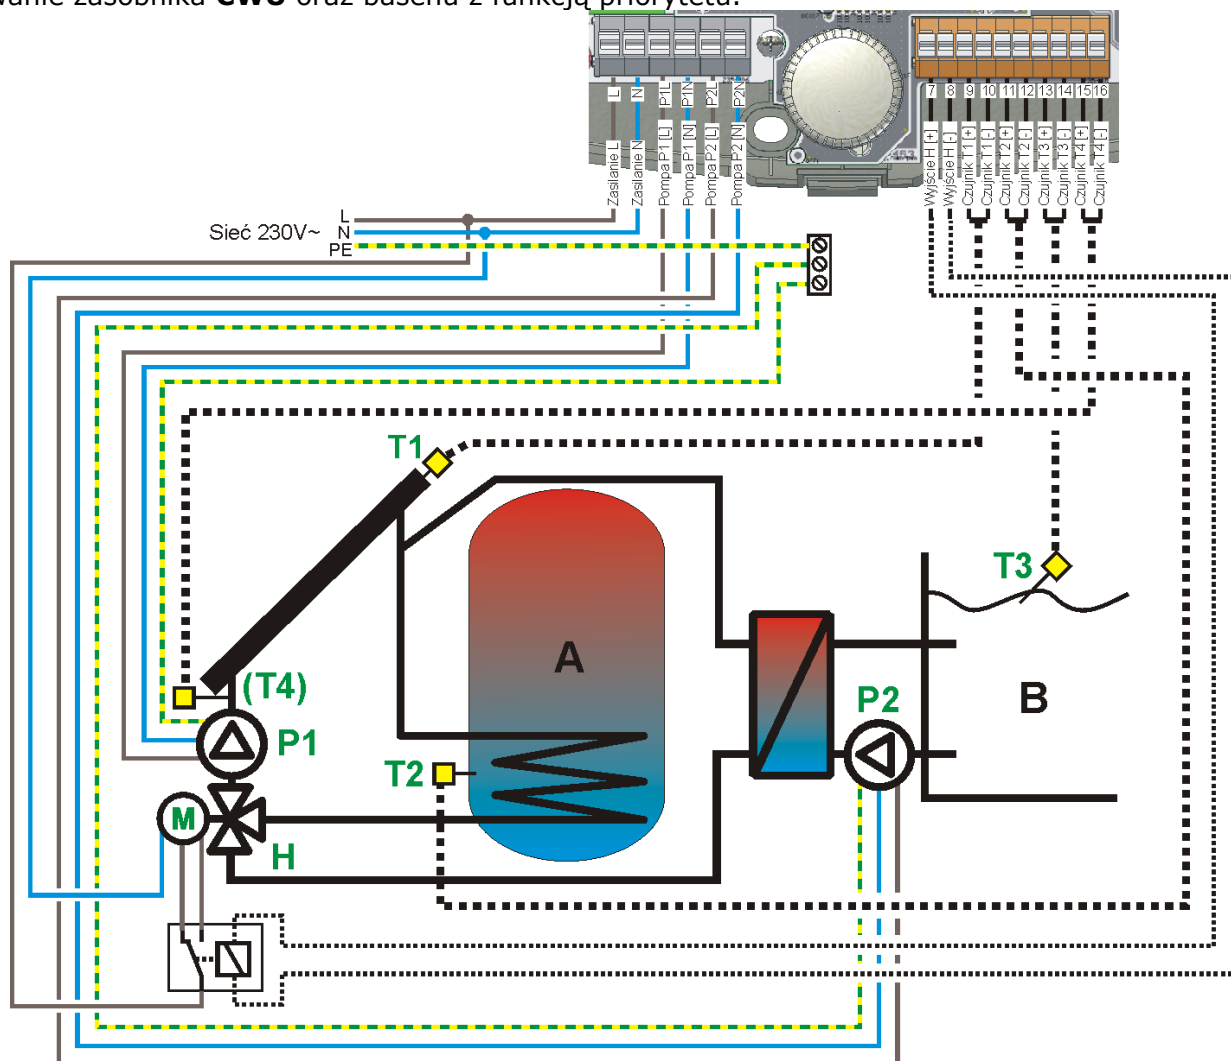 wanie zasobnika CWU oraz basenu z funkcją priorytetu.
L
N
P1L
P1N
P2L
P2N
7
8
9
10
11
12
13
14
15
16
Zasilanie L
Zasilanie N
Pompa P1 [L]
Pompa P1 [N]
Pompa P2 [L]
Pompa P2 [N]
Wyjście H [+]
Wyjście H [-]
Czujnik T1 [+]
Czujnik T1 [-]
Czujnik T2 [+]
Czujnik T2 [-]
Czujnik T3 [+]
Czujnik T3 [-]
Czujnik T4 [+]
Czujnik T4 [-]
L
Sieć 230V~ N
PE
T1
T3
A
(T4)
B
P2
P1
T2
M
H